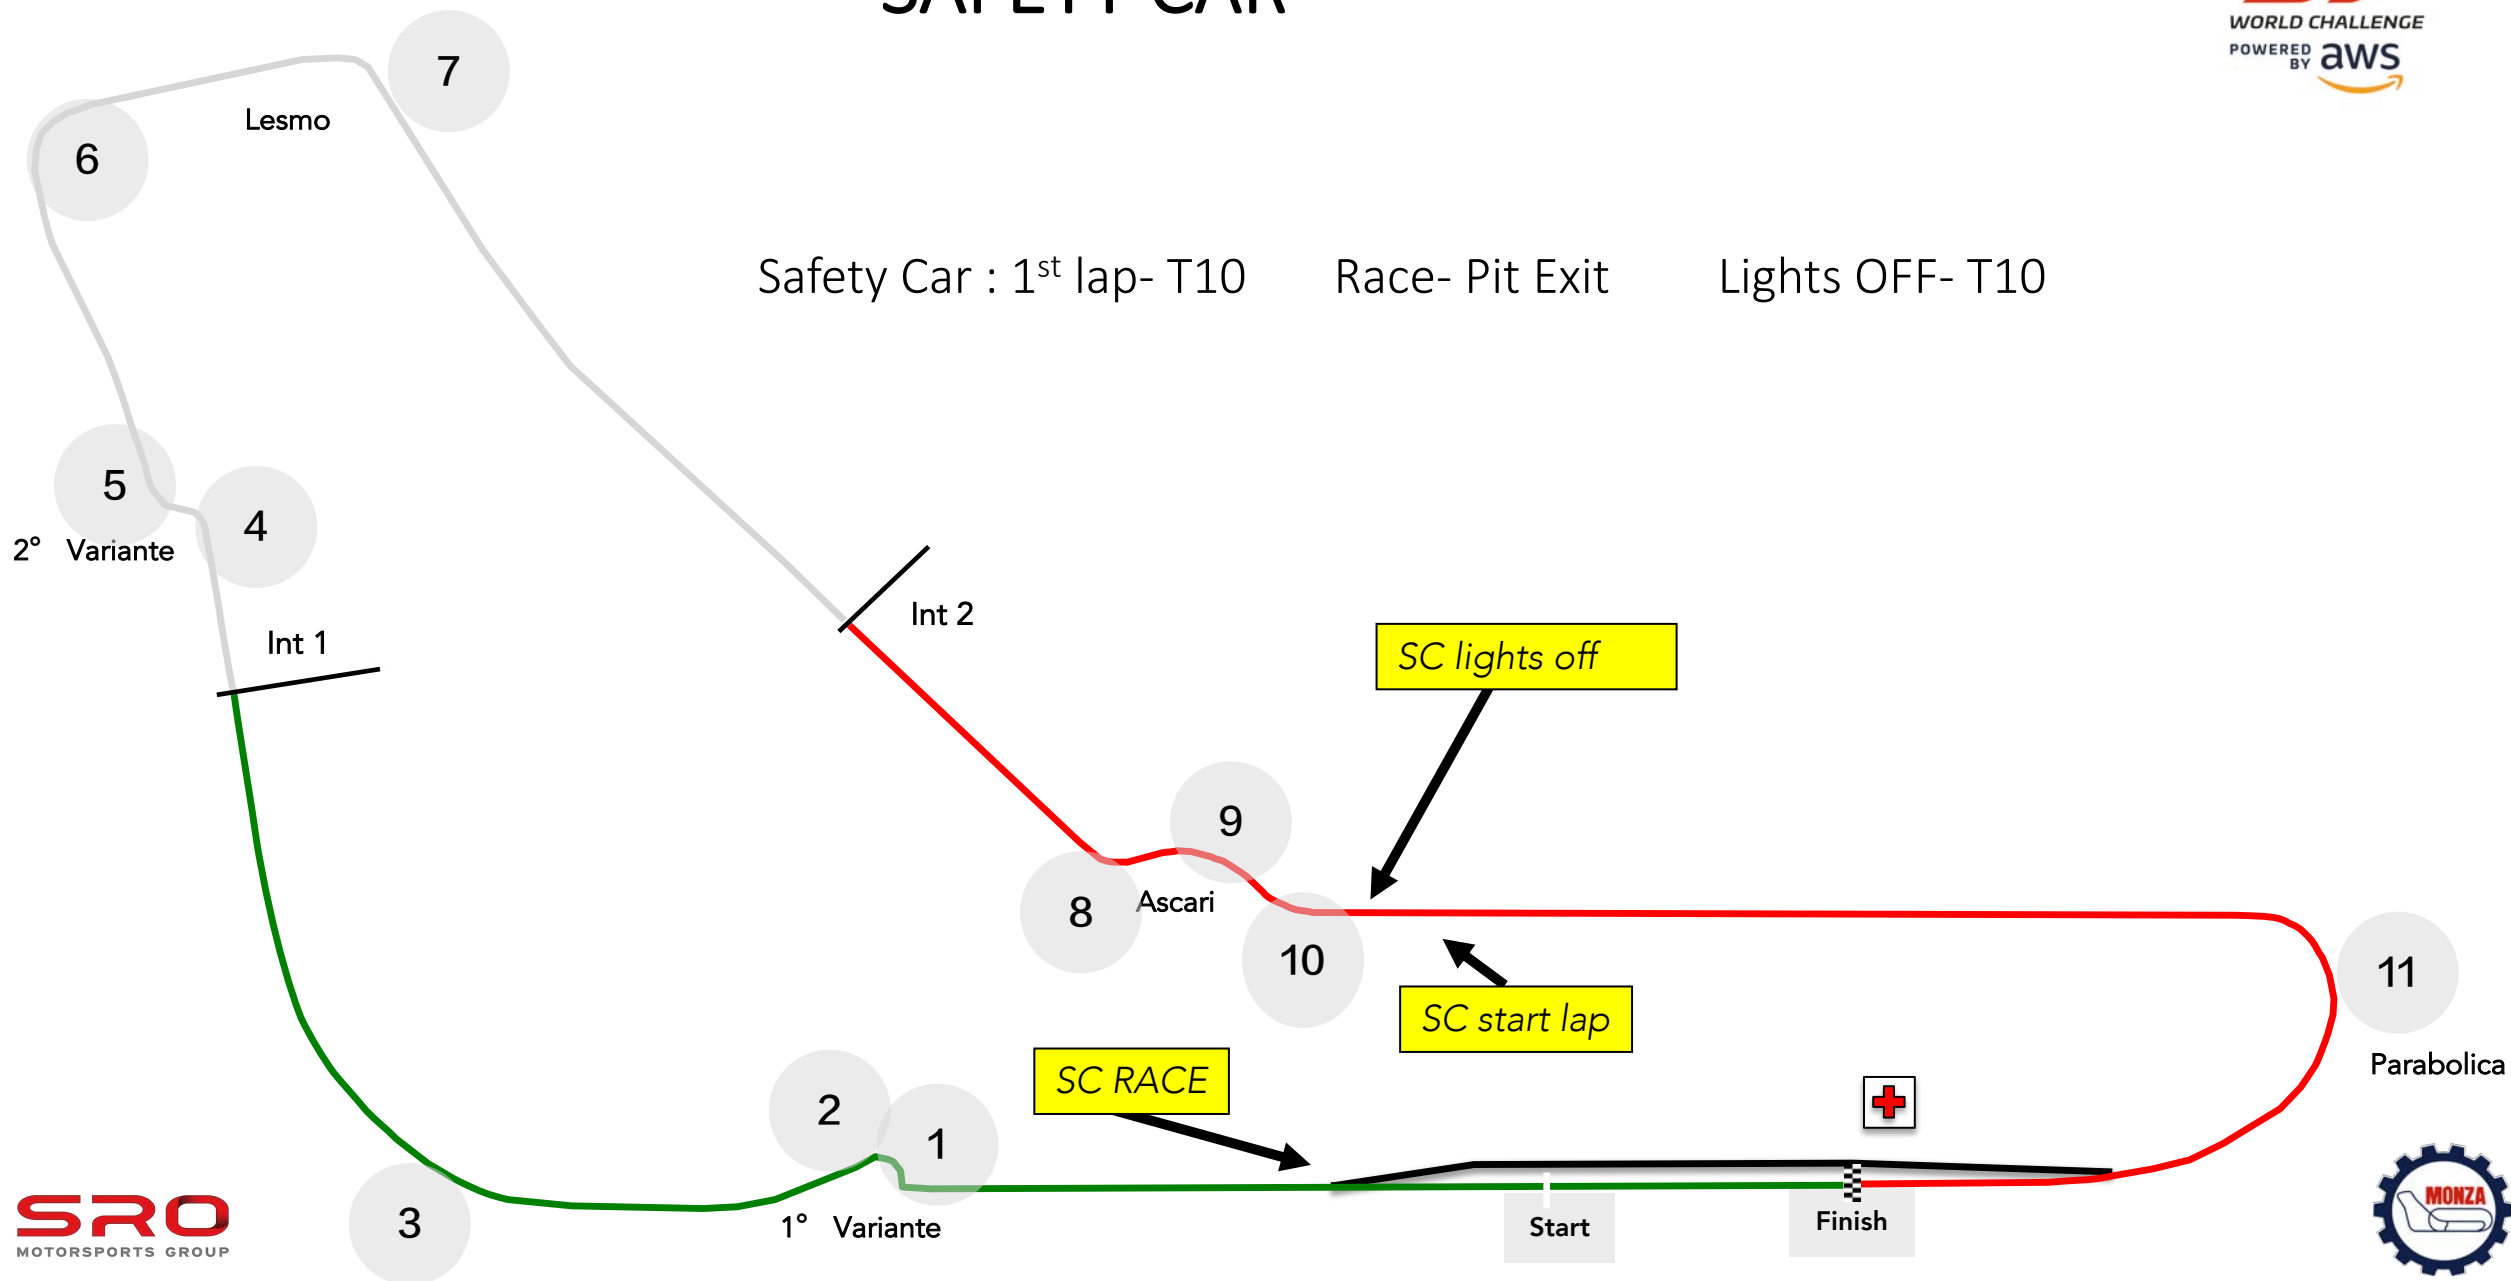 SAFETY CAR
WORLD CHALLENGE
POWERED BY aws
7
Lesmo
6
Safety Car : 1st lap- T10 Race- Pit Exit Lights OFF- T10
5
4
2° Variante
Int 2
Int 1
SC lights off
9
8
Ascari
10
11
SC start lap
Parabolica
SC RACE
2
1
MONZA
3
1° Variante
Start
Finish
SRO
MOTORSPORTS GROUP